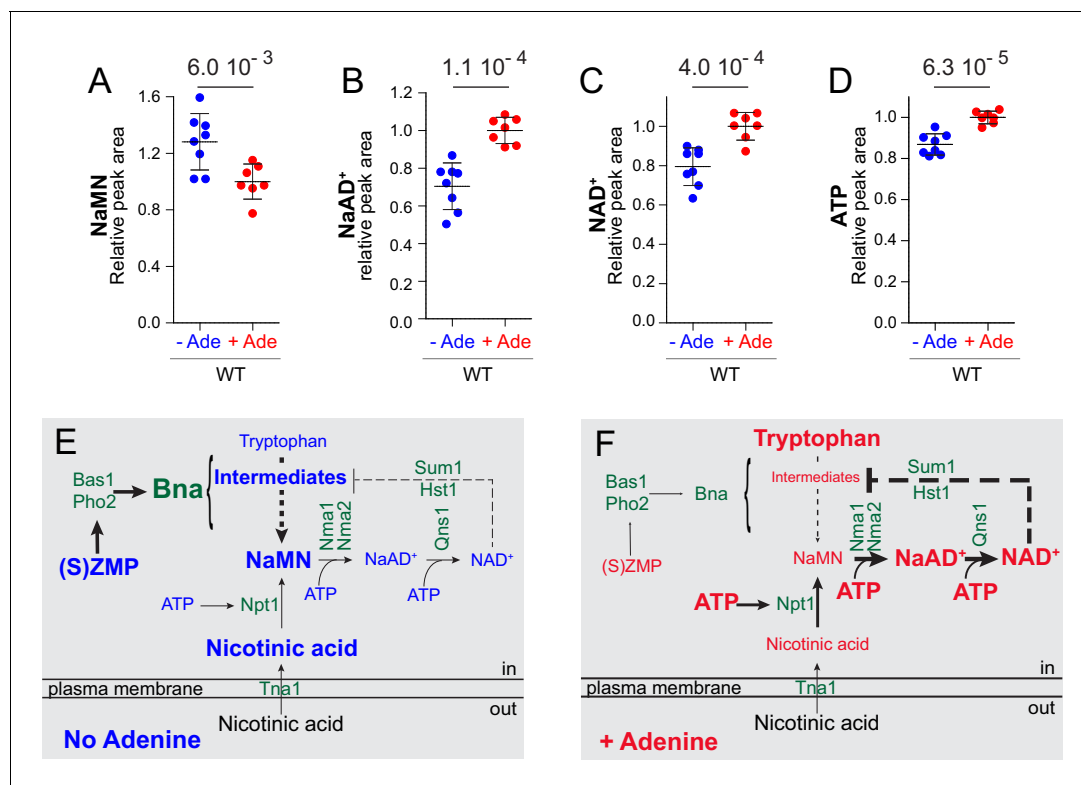 A
6.0 10⁻³
NaMN
Relative peak area
1.6
1.2
0.8
0.4
0.0
- Ade + Ade
WT
B
1.1 10⁻⁴
NaAD⁺
relative peak area
1.2
1.0
0.8
0.6
0.4
0.2
0.0
- Ade + Ade
WT
C
4.0 10⁻⁴
NAD⁺
Relative peak area
1.0
0.5
0.0
- Ade + Ade
WT
D
6.3 10⁻⁵
ATP
Relative peak area
1.0
0.8
0.6
0.4
0.2
0.0
- Ade + Ade
WT
E
Tryptophan
Intermediates
Bas1
Pho2
Bna
Sum1
Hst1
(S)ZMP
Nma1
Nma2
Qns1
NaMN
NaAD⁺
NAD⁺
ATP
ATP
ATP
Npt1
Nicotinic acid
in
plasma membrane
Tna1
out
Nicotinic acid
No Adenine
F
Tryptophan
Intermediates
Bas1
Pho2
Bna
Sum1
Hst1
(S)ZMP
Nma1
Nma2
Qns1
NaMN
NaAD⁺
NAD⁺
ATP
ATP
ATP
Npt1
Nicotinic acid
in
plasma membrane
Tna1
out
Nicotinic acid
+ Adenine